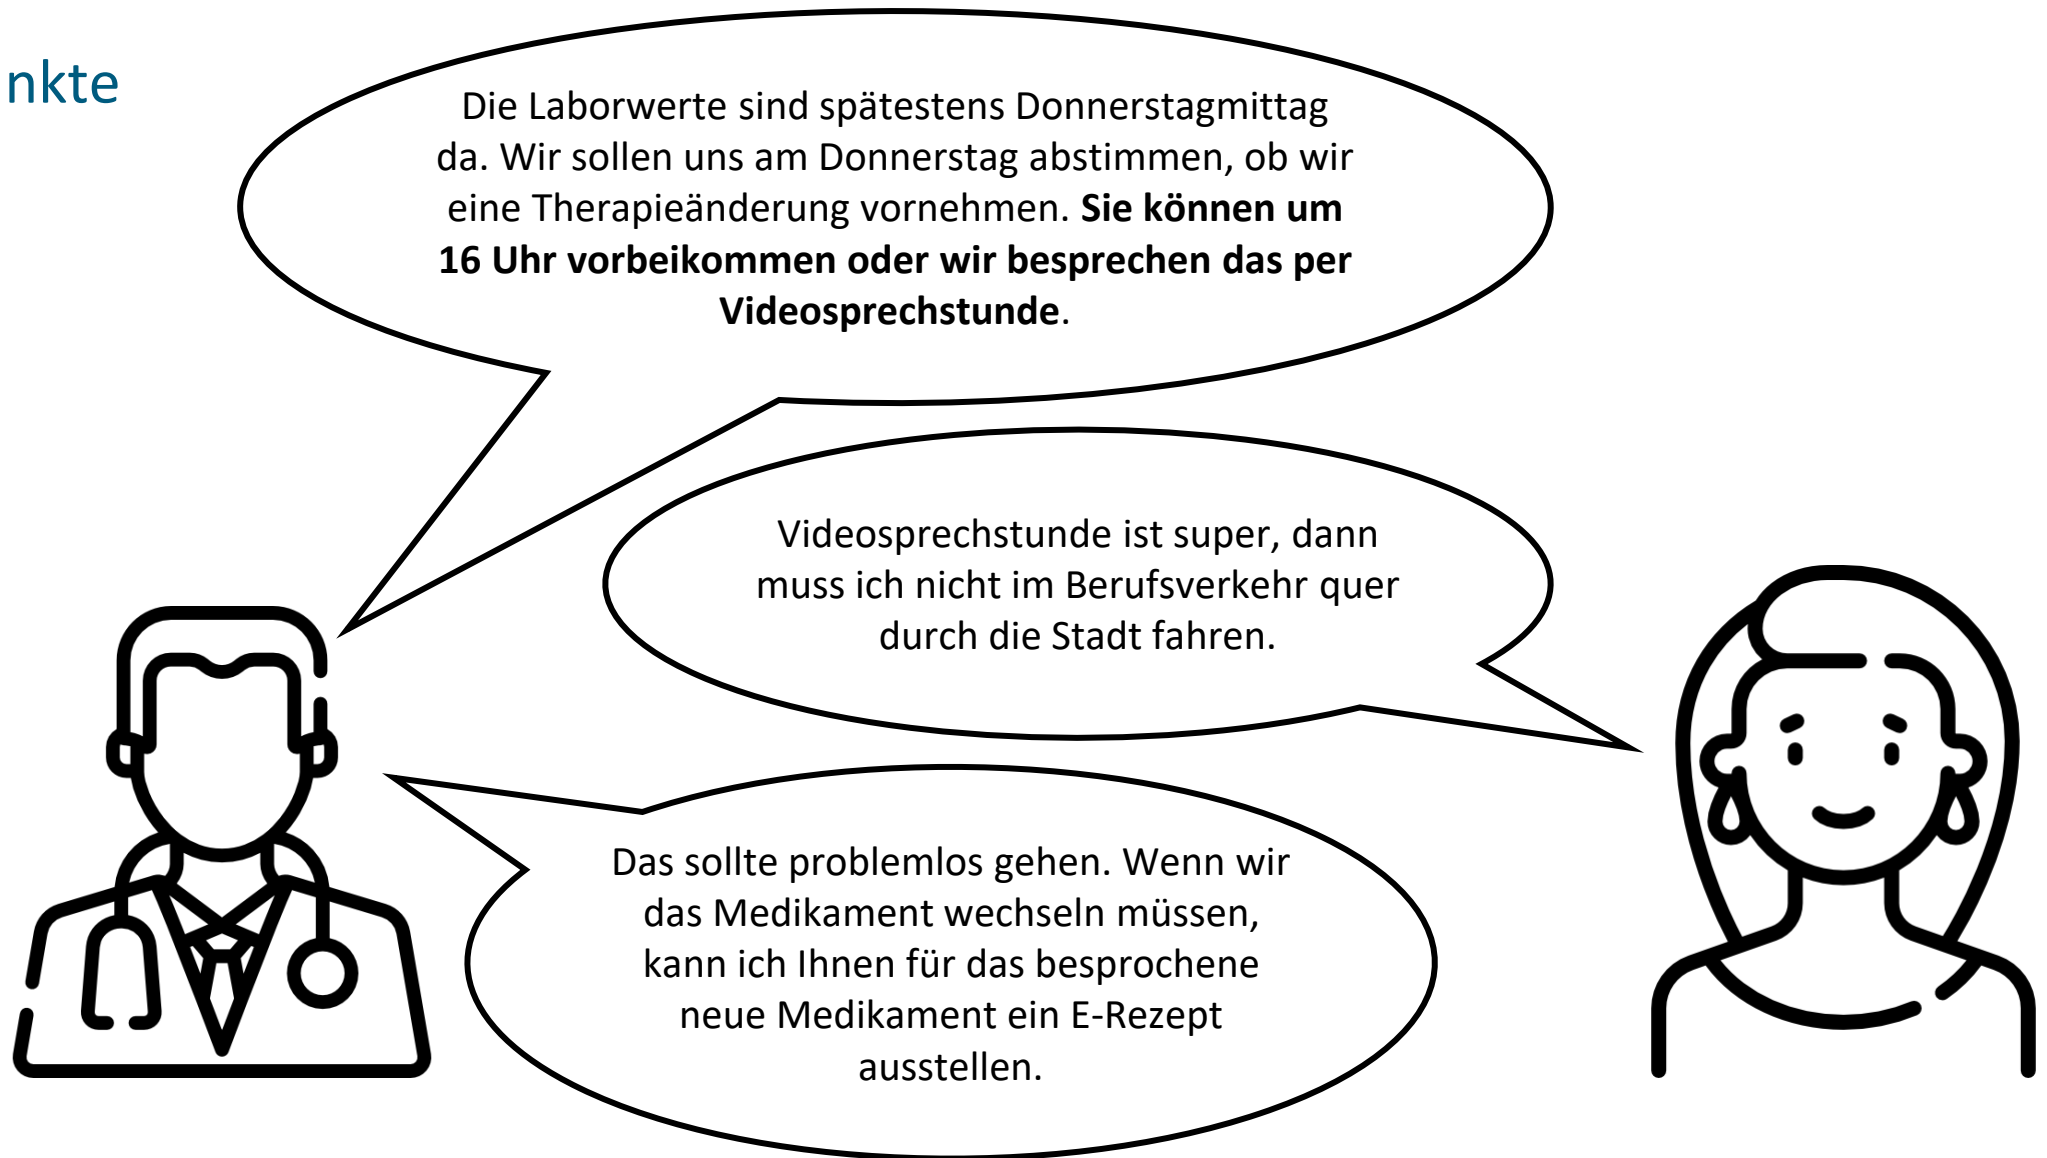 nkte
Die Laborwerte sind spätestens Donnerstagmittag
da. Wir sollen uns am Donnerstag abstimmen, ob wir
eine Therapieänderung vornehmen. Sie können um
16 Uhr vorbeikommen oder wir besprechen das per
Videosprechstunde.
Videosprechstunde ist super, dann
muss ich nicht im Berufsverkehr quer
durch die Stadt fahren.
Das sollte problemlos gehen. Wenn wir
das Medikament wechseln müssen,
kann ich Ihnen für das besprochene
neue Medikament ein E-Rezept
ausstellen.